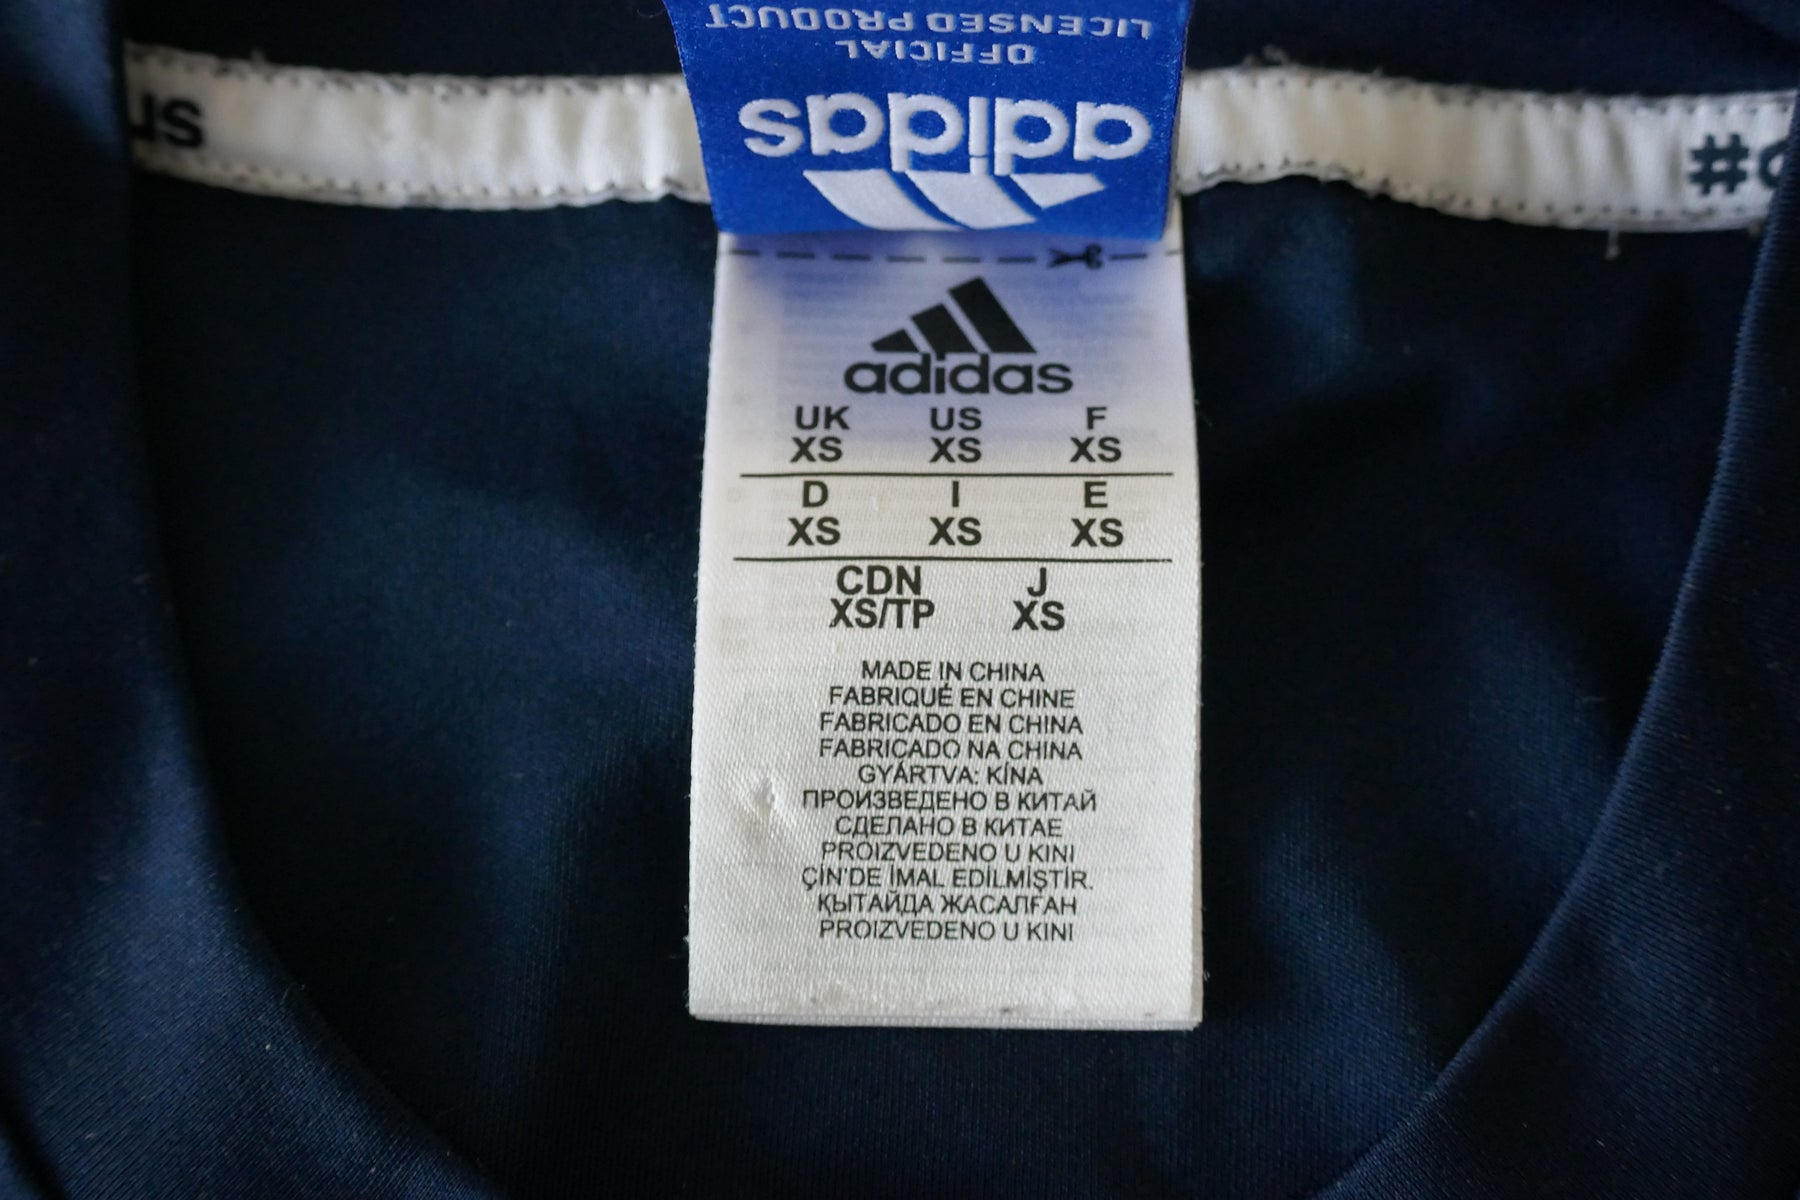 LICENSED PRODUCT
OFFICIAL
adidas
us
#
adidas
UK US F
XS XS XS
D I E
XS XS XS
CDN J
XS/TP XS
MADE IN CHINA
FABRIQUÉ EN CHINE
FABRICADO EN CHINA
FABRICADO NA CHINA
GYÁRTVA: KÍNA
ПРОИЗВЕДЕНО В КИТАЙ
СДЕЛАНО В КИТАЕ
PROIZVEDENO U KINI
ÇİN'DE İMAL EDİLMİŞTİR.
ҚЫТАЙДА ЖАСАЛҒАН
PROIZVEDENO U KINI